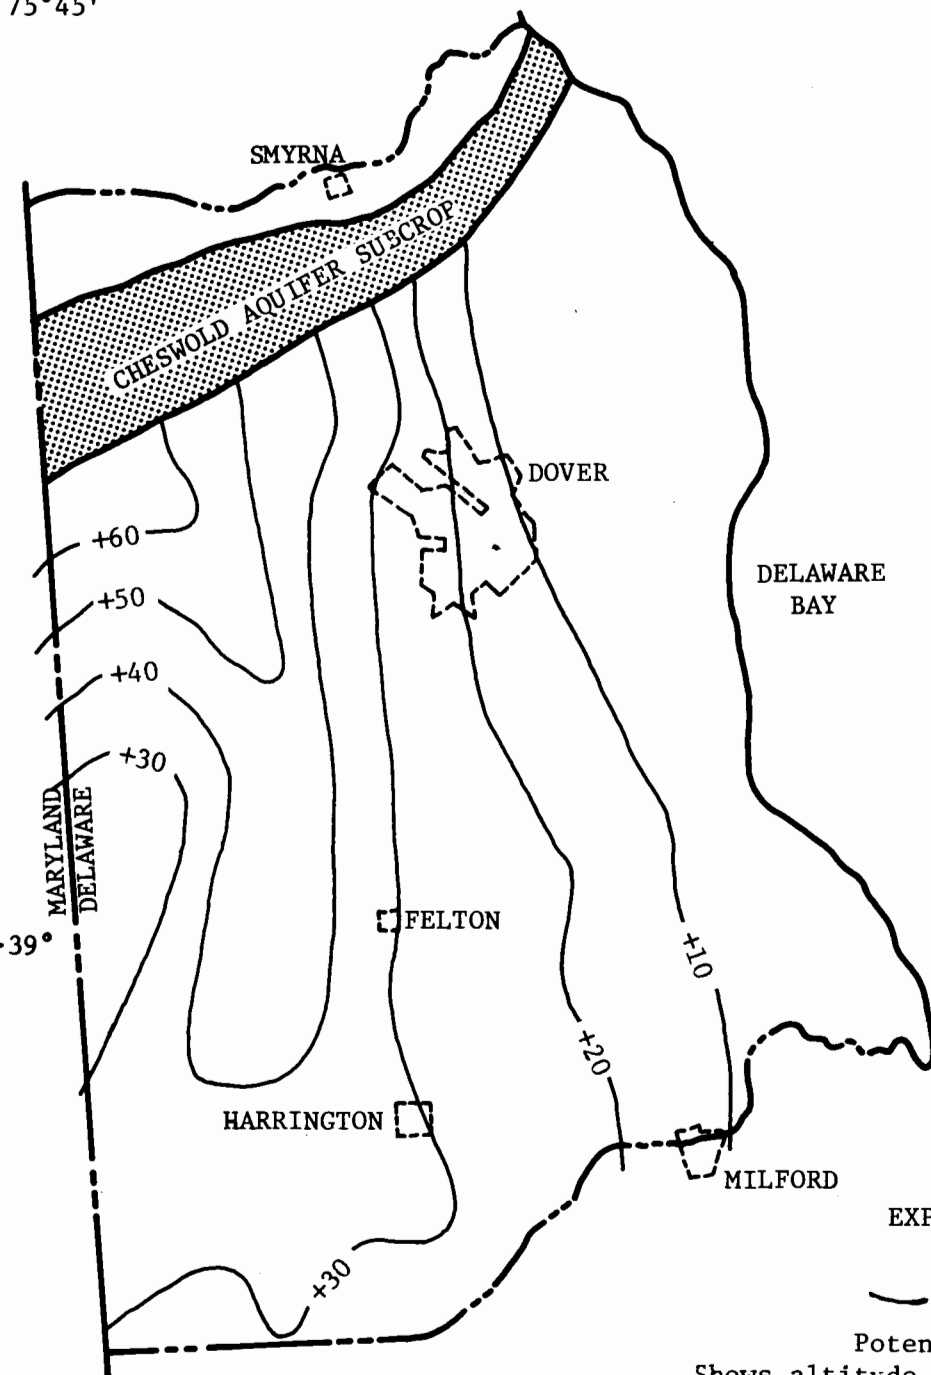 75°45'
SMYRNA
CHESWOLD AQUIFER SUBCROP
DOVER
+60
DELAWARE
BAY
+50
+40
+30
MARYLAND
DELAWARE
FELTON
39°
+10
+20
HARRINGTON
MILFORD
EXP
+30
Poten
Shows altitude